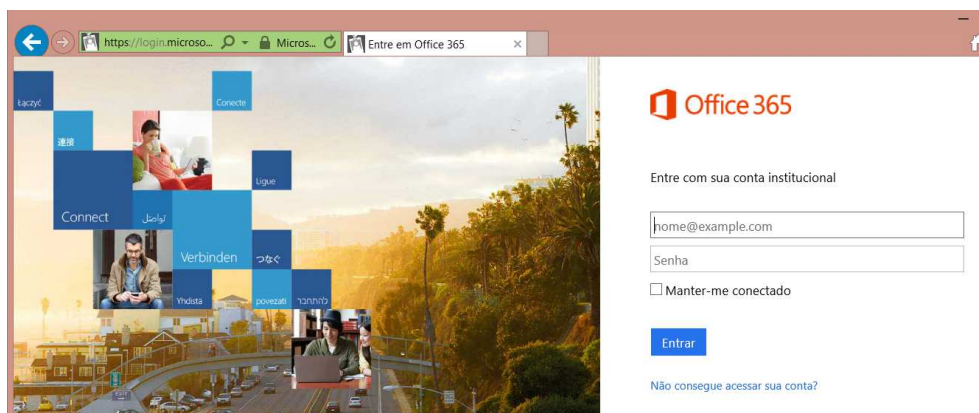 https://login.microso... Micros... Entre em Office 365
Łączyć
Conecte
連接
Ligue
Connect
تواصل
Verbinden
つなぐ
Yhdista
povezati
להתחבר
EXIT
Office 365
Entre com sua conta institucional
nome@example.com
Senha
Manter-me conectado
Entrar
Não consegue acessar sua conta?